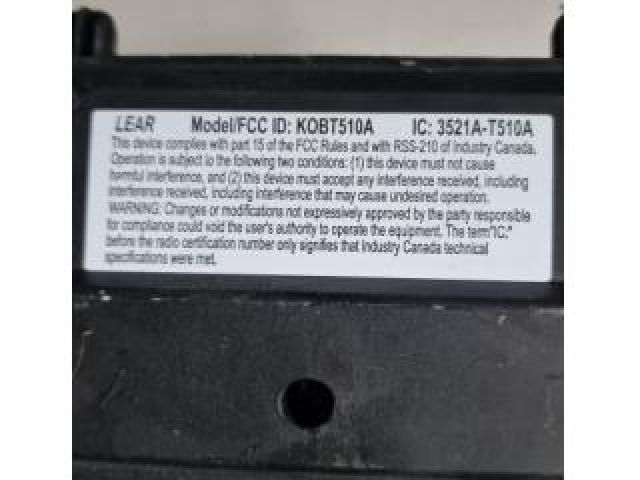 LEAR Model/FCC ID: KOBT510A IC: 3521A-T510A
This device complies with part 15 of the FCC Rules and with RSS-210 of Industry Canada.
Operation is subject to the following two conditions: (1) this device must not cause
harmful interference, and (2) this device must accept any interference received, including
interference received, including interference that may cause undesired operation.
WARNING: Changes or modifications not expressively approved by the party responsible
for compliance could void the user's authority to operate the equipment. The term"IC:"
before the radio certification number only signifies that Industry Canada technical
specifications were met.